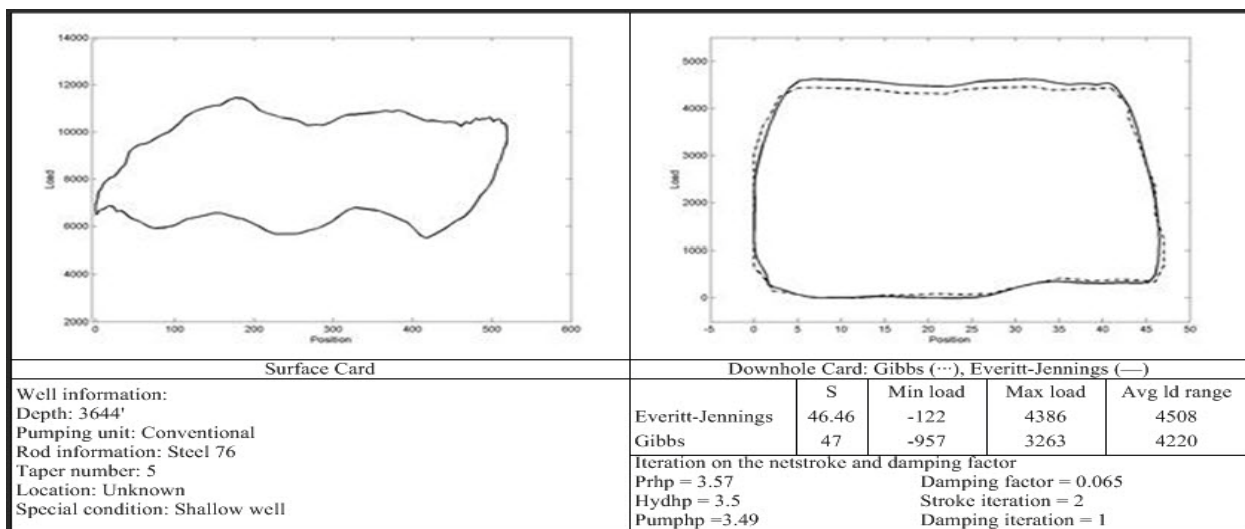 14000
12000
10000
8000
6000
4000
2000
Load
0 100 200 300 400 500 600
Position
5000
4000
3000
2000
1000
0
Load
-5 0 5 10 15 20 25 30 35 40 45 50
Position
Surface Card
Downhole Card: Gibbs (···), Everitt-Jennings (—)
Well information:
Depth: 3644'
Pumping unit: Conventional
Rod information: Steel 76
Taper number: 5
Location: Unknown
Special condition: Shallow well
S Min load Max load Avg ld range
Everitt-Jennings 46.46 -122 4386 4508
Gibbs 47 -957 3263 4220
Iteration on the netstroke and damping factor
Prhp = 3.57 Damping factor = 0.065
Hydhp = 3.5 Stroke iteration = 2
Pumphp =3.49 Damping iteration = 1